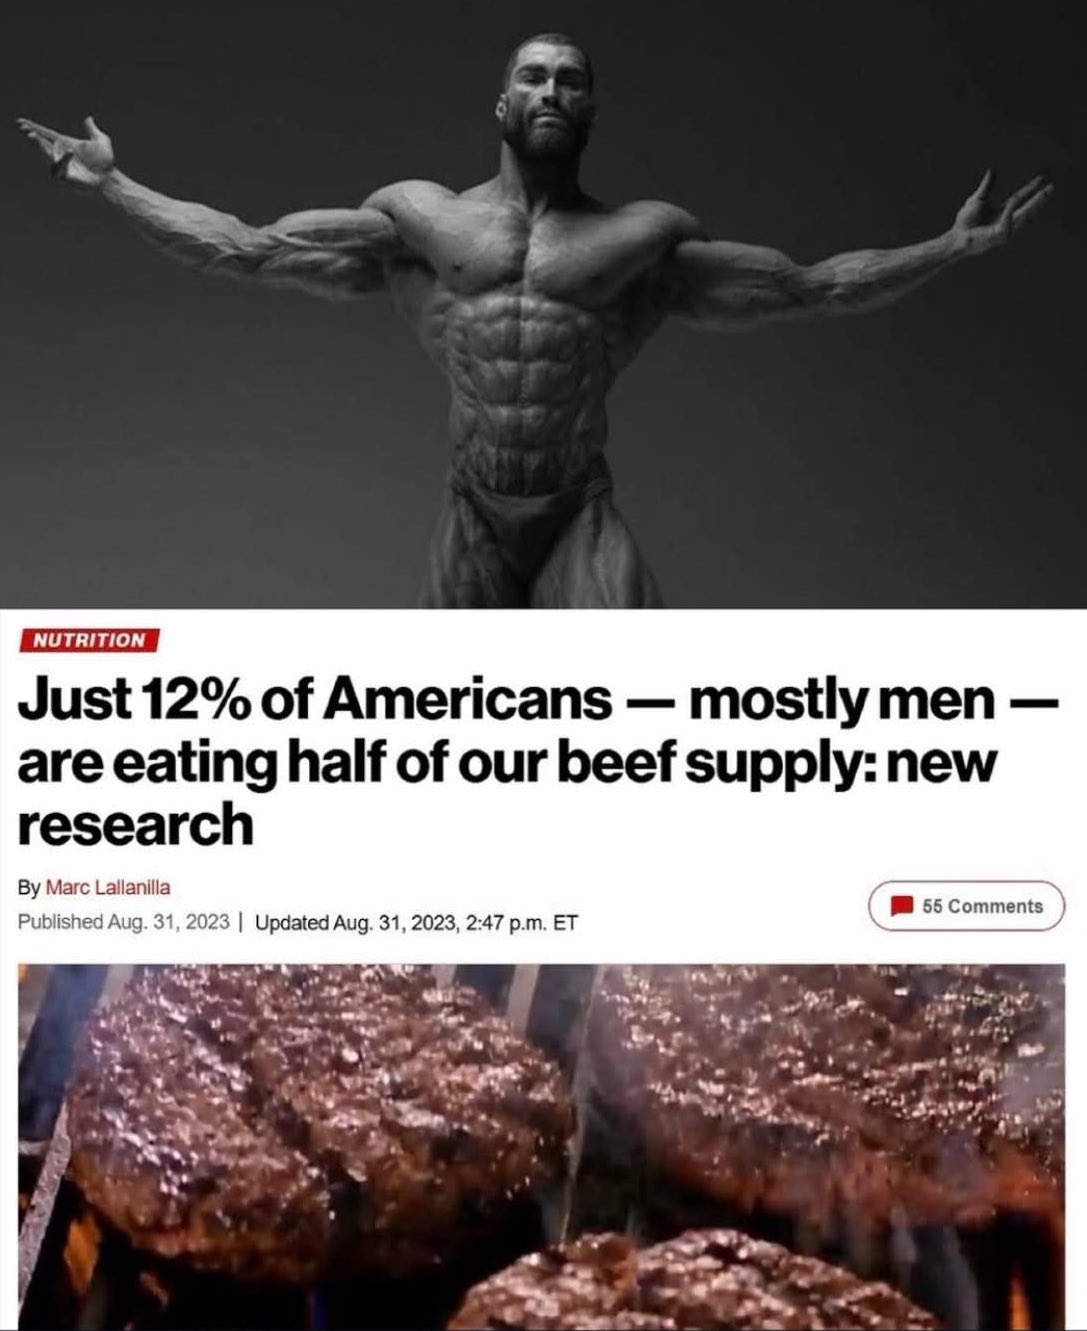 NUTRITION
Just 12% of Americans — mostly men —
are eating half of our beef supply: new
research
By Marc Lallanilla
Published Aug. 31, 2023 | Updated Aug. 31, 2023, 2:47 p.m. ET
55 Comments